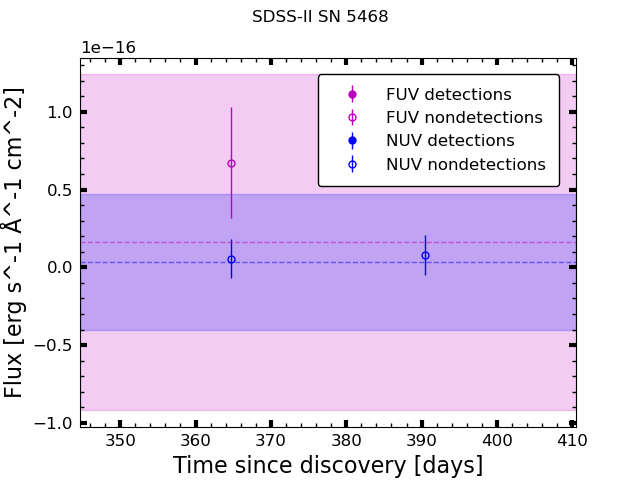 SDSS-II SN 5468
1e−16
FUV detections
FUV nondetections
NUV detections
NUV nondetections
1.0
0.5
0.0
−0.5
−1.0
Flux [erg s^-1 Å^-1 cm^-2]
350 360 370 380 390 400 410
Time since discovery [days]